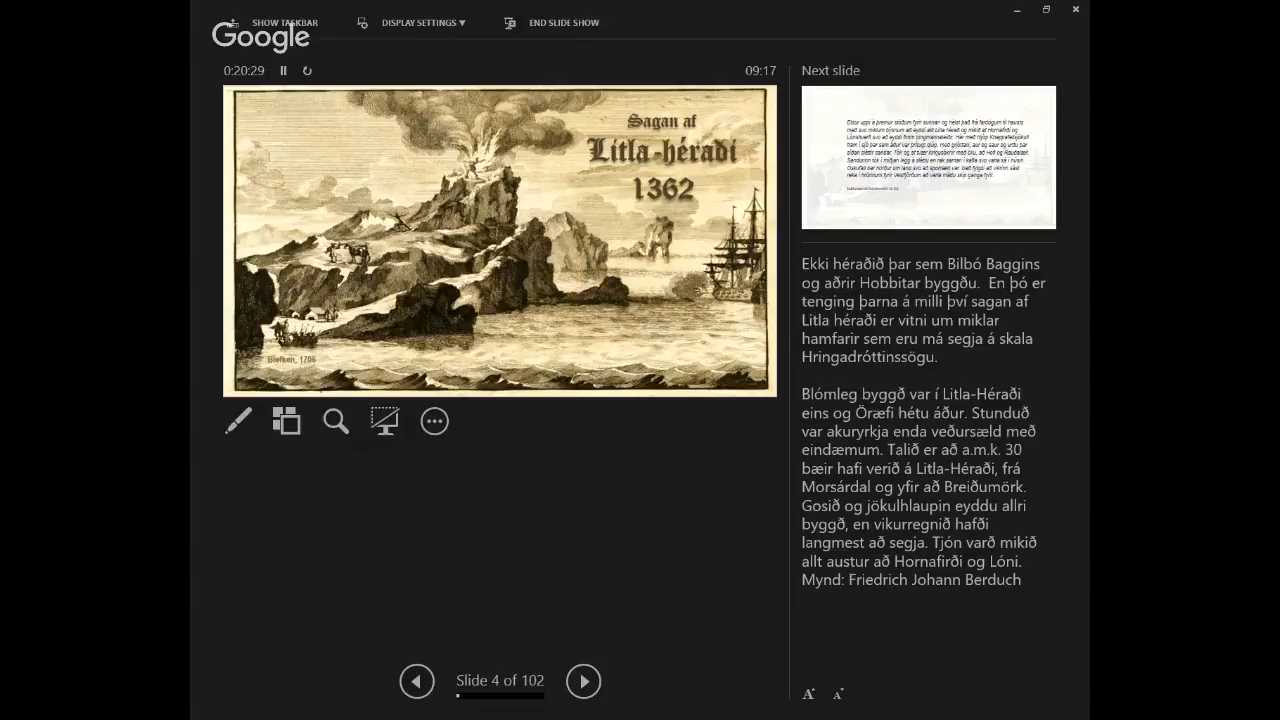 SHOW TASKBAR
DISPLAY SETTINGS ▼
END SLIDE SHOW
Google
0:20:29
09:17
Next slide
Sagan af
Litla-héraði
1362
Blefken, 1706
Ekki héraðið þar sem Bilbó Baggins
og aðrir Hobbitar byggðu. En þó er
tenging þarna á milli því sagan af
Litla héraði er vitni um miklar
hamfarir sem eru má segja á skala
Hringadróttinssögu.
Blómleg byggð var í Litla-Héraði
eins og Öræfi hétu áður. Stunduð
var akuryrkja enda veðursæld með
eindæmum. Talið er að a.m.k. 30
bæir hafi verið á Litla-Héraði, frá
Morsárdal og yfir að Breiðumörk.
Gosið og jökulhlaupin eyddu allri
byggð, en vikurregnið hafði
langmest að segja. Tjón varð mikið
allt austur að Hornafirði og Lóni.
Mynd: Friedrich Johann Berduch
Slide 4 of 102
A
A